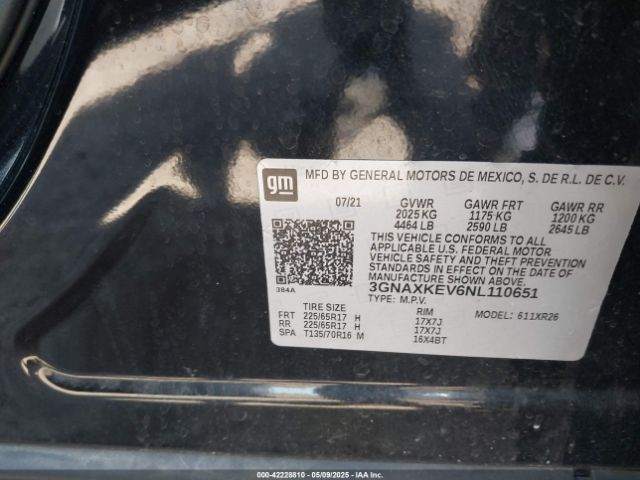 gm
MFD BY GENERAL MOTORS DE MEXICO, S. DE R.L. DE C.V.
07/21 GVWR GAWR FRT GAWR RR
2025 KG 1175 KG 1200 KG
4464 LB 2590 LB 2645 LB
THIS VEHICLE CONFORMS TO ALL
APPLICABLE U.S. FEDERAL MOTOR
VEHICLE SAFETY AND THEFT PREVENTION
STANDARDS IN EFFECT ON THE DATE OF
MANUFACTURE SHOWN ABOVE.
384A
3GNAXKEV6NL110651
TYPE: M.P.V.
TIRE SIZE RIM MODEL: 611XR26
FRT 225/65R17 H 17X7J
RR 225/65R17 H 17X7J
SPA T135/70R16 M 16X4BT
000-42228810 - 05/09/2025 - IAA Inc.